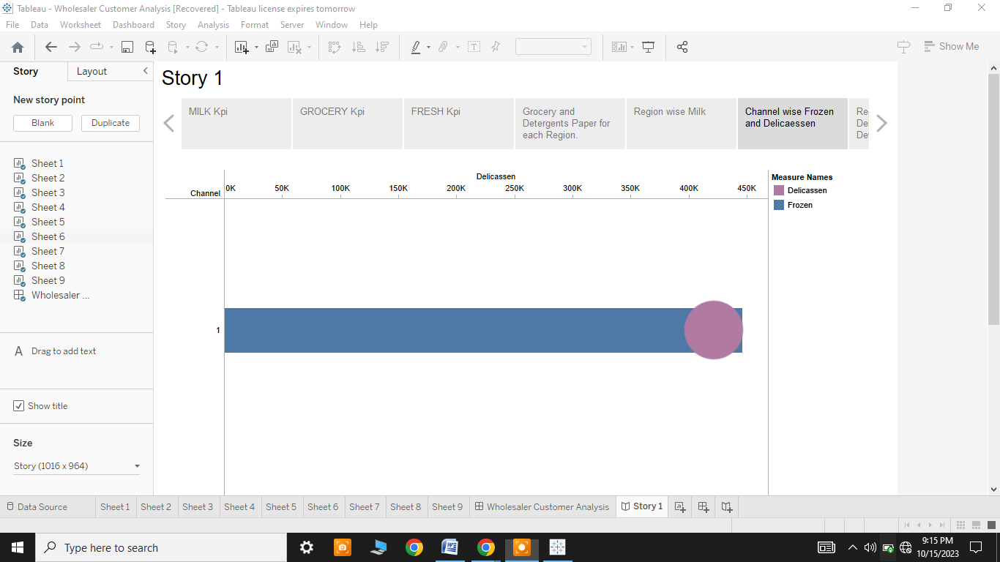 Tableau - Wholesaler Customer Analysis [Recovered] - Tableau license expires tomorrow
File Data Worksheet Dashboard Story Analysis Format Server Window Help
Show Me
Story Layout
Story 1
New story point
Blank Duplicate
MILK Kpi
GROCERY Kpi
FRESH Kpi
Grocery and
Detergents Paper for
each Region.
Region wise Milk
Channel wise Frozen
and Delicaessen
Sheet 1
Sheet 2
Sheet 3
Sheet 4
Sheet 5
Sheet 6
Sheet 7
Sheet 8
Sheet 9
Wholesaler ...
Delicassen
Channel
0K 50K 100K 150K 200K 250K 300K 350K 400K 450K
1
Measure Names
Delicassen
Frozen
A Drag to add text
Show title
Size
Story (1016 x 964)
Data Source Sheet 1 Sheet 2 Sheet 3 Sheet 4 Sheet 5 Sheet 6 Sheet 7 Sheet 8 Sheet 9 Wholesaler Customer Analysis Story 1
Type here to search
9:15 PM
10/15/2023